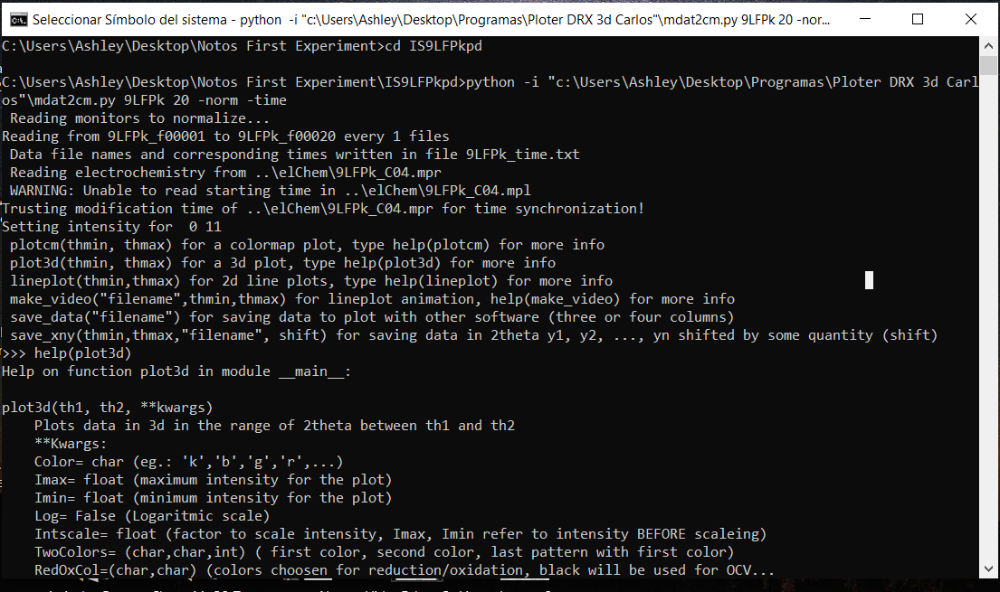 Seleccionar Símbolo del sistema - python  -i "c:\Users\Ashley\Desktop\Programas\Ploter DRX 3d Carlos"\mdat2cm.py 9LFPk 20 -nor...
C:\Users\Ashley\Desktop\Notos First Experiment>cd IS9LFPkpd
C:\Users\Ashley\Desktop\Notos First Experiment\IS9LFPkpd>python -i "c:\Users\Ashley\Desktop\Programas\Ploter DRX 3d Carl
os"\mdat2cm.py 9LFPk 20 -norm -time
Reading monitors to normalize...
Reading from 9LFPk_f00001 to 9LFPk_f00020 every 1 files
Data file names and corresponding times written in file 9LFPk_time.txt
Reading electrochemistry from ..\elChem\9LFPk_C04.mpr
WARNING: Unable to read starting time in ..\elChem\9LFPk_C04.mpl
Trusting modification time of ..\elChem\9LFPk_C04.mpr for time synchronization!
Setting intensity for  0 11
plotcm(thmin, thmax) for a colormap plot, type help(plotcm) for more info
plot3d(thmin, thmax) for a 3d plot, type help(plot3d) for more info
lineplot(thmin,thmax) for 2d line plots, type help(lineplot) for more info
make_video("filename",thmin,thmax) for lineplot animation, help(make_video) for more info
save_data("filename") for saving data to plot with other software (three or four columns)
save_xny(thmin,thmax,"filename", shift) for saving data in 2theta y1, y2, ..., yn shifted by some quantity (shift)
>>> help(plot3d)
Help on function plot3d in module __main__:
plot3d(th1, th2, **kwargs)
Plots data in 3d in the range of 2theta between th1 and th2
**Kwargs:
Color= char (eg.: 'k','b','g','r',...)
Imax= float (maximum intensity for the plot)
Imin= float (minimum intensity for the plot)
Log= False (Logaritmic scale)
Intscale= float (factor to scale intensity, Imax, Imin refer to intensity BEFORE scaleing)
TwoColors= (char,char,int) ( first color, second color, last pattern with first color)
RedOxCol=(char,char) (colors choosen for reduction/oxidation, black will be used for OCV...